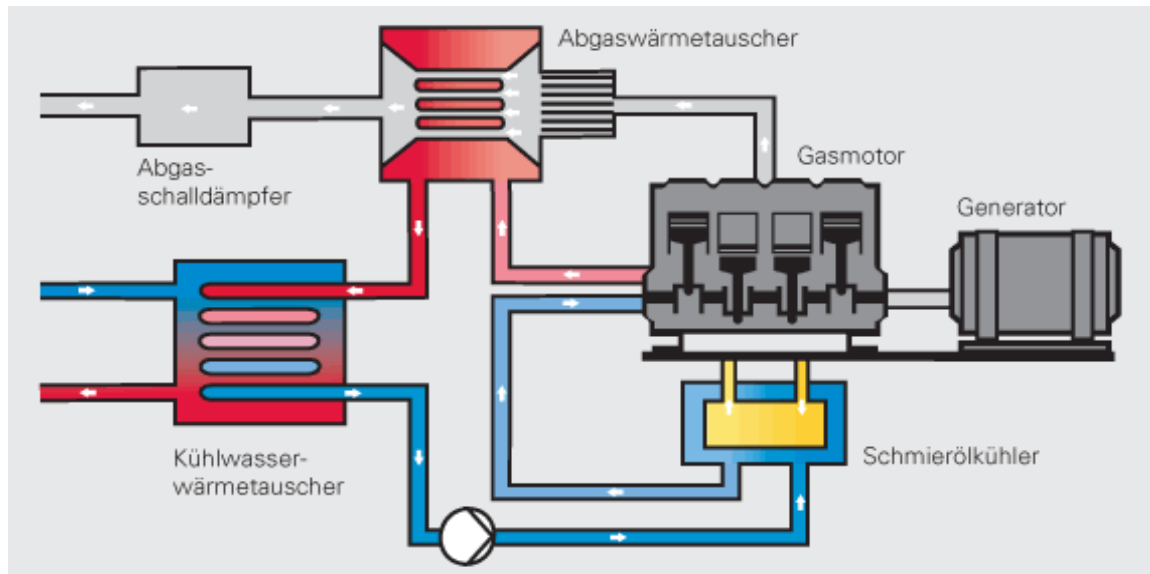 Abgaswärmetauscher
Abgas-
schalldämpfer
Gasmotor
Generator
Kühlwasser-
wärmetauscher
Schmierölkühler